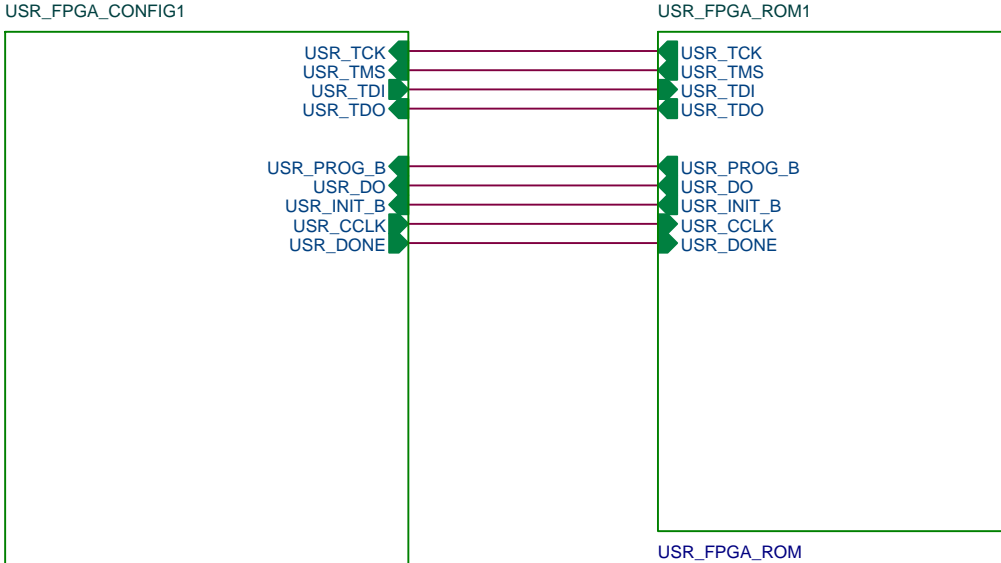 USR_FPGA_CONFIG1
USR_FPGA_ROM1
USR_TCK
USR_TMS
USR_TDI
USR_TDO
USR_PROG_B
USR_DO
USR_INIT_B
USR_CCLK
USR_DONE
USR_TCK
USR_TMS
USR_TDI
USR_TDO
USR_PROG_B
USR_DO
USR_INIT_B
USR_CCLK
USR_DONE
USR_FPGA_ROM